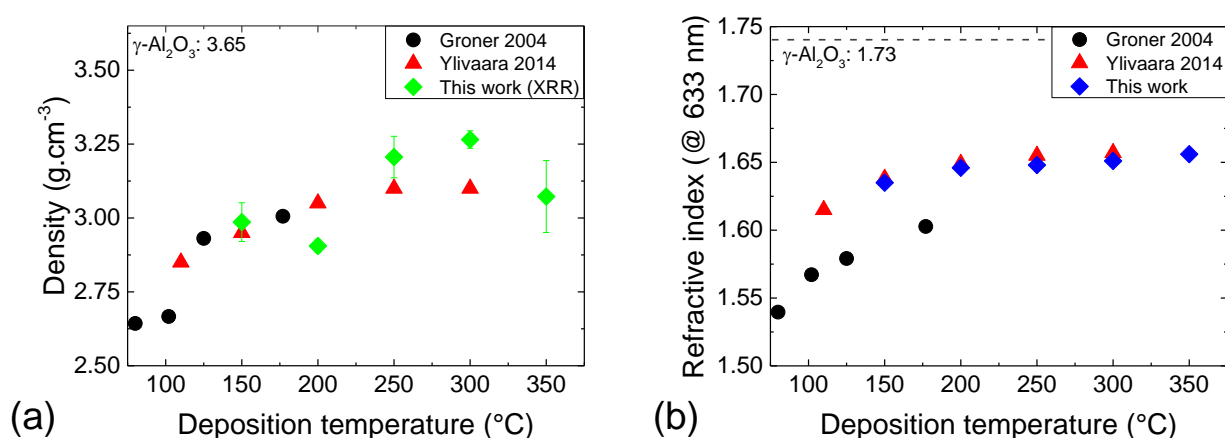 γ-Al₂O₃: 3.65
Groner 2004
Ylivaara 2014
This work (XRR)
3.50
3.25
3.00
2.75
2.50
Density (g.cm⁻³)
100 150 200 250 300 350
Deposition temperature (°C)
(a)
γ-Al₂O₃: 1.73
Groner 2004
Ylivaara 2014
This work
1.75
1.70
1.65
1.60
1.55
1.50
Refractive index (@ 633 nm)
100 150 200 250 300 350
Deposition temperature (°C)
(b)